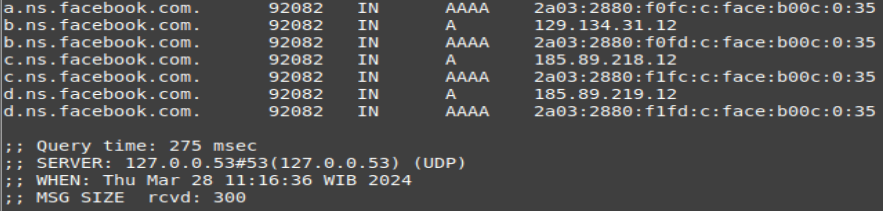 a.ns.facebook.com. 92082 IN AAAA 2a03:2880:f0fc:c:face:b00c:0:35
b.ns.facebook.com. 92082 IN A 129.134.31.12
b.ns.facebook.com. 92082 IN AAAA 2a03:2880:f0fd:c:face:b00c:0:35
c.ns.facebook.com. 92082 IN A 185.89.218.12
c.ns.facebook.com. 92082 IN AAAA 2a03:2880:f1fc:c:face:b00c:0:35
d.ns.facebook.com. 92082 IN A 185.89.219.12
d.ns.facebook.com. 92082 IN AAAA 2a03:2880:f1fd:c:face:b00c:0:35
;; Query time: 275 msec
;; SERVER: 127.0.0.53#53(127.0.0.53) (UDP)
;; WHEN: Thu Mar 28 11:16:36 WIB 2024
;; MSG SIZE rcvd: 300